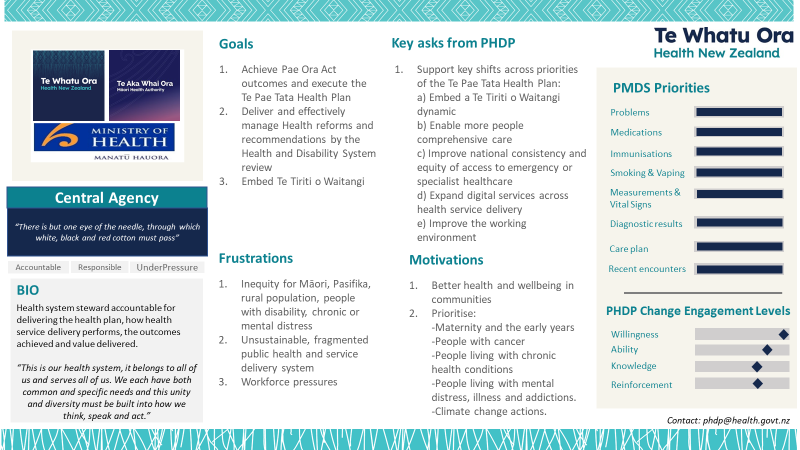 Te Whatu Ora
Health New Zealand
Te Whatu Ora
Health New Zealand
Te Aka Whai Ora
Māori Health Authority
MINISTRY OF
HEALTH
MANATŪ HAUORA
Central Agency
"There is but one eye of the needle, through which
white, black and red cotton must pass"
Accountable
Responsible
UnderPressure
BIO
Health system steward accountable for
delivering the health plan, how health
service delivery performs, the outcomes
achieved and value delivered.
"This is our health system, it belongs to all of
us and serves all of us. We each have both
common and specific needs and this unity
and diversity must be built into how we
think, speak and act."
Goals
1. Achieve Pae Ora Act
outcomes and execute the
Te Pae Tata Health Plan
2. Deliver and effectively
manage Health reforms and
recommendations by the
Health and Disability System
review
3. Embed Te Tiriti o Waitangi
Frustrations
1. Inequity for Māori, Pasifika,
rural population, people
with disability, chronic or
mental distress
2. Unsustainable, fragmented
public health and service
delivery system
3. Workforce pressures
Key asks from PHDP
1. Support key shifts across priorities
of the Te Pae Tata Health Plan:
a) Embed a Te Tiriti o Waitangi
dynamic
b) Enable more people
comprehensive care
c) Improve national consistency and
equity of access to emergency or
specialist healthcare
d) Expand digital services across
health service delivery
e) Improve the working
environment
Motivations
1. Better health and wellbeing in
communities
2. Prioritise:
-Maternity and the early years
-People with cancer
-People living with chronic
health conditions
-People living with mental
distress, illness and addictions.
-Climate change actions.
PMDS Priorities
Problems
Medications
Immunisations
Smoking & Vaping
Measurements &
Vital Signs
Diagnostic results
Care plan
Recent encounters
PHDP Change Engagement Levels
Willingness
Ability
Knowledge
Reinforcement
Contact: phdp@health.govt.nz